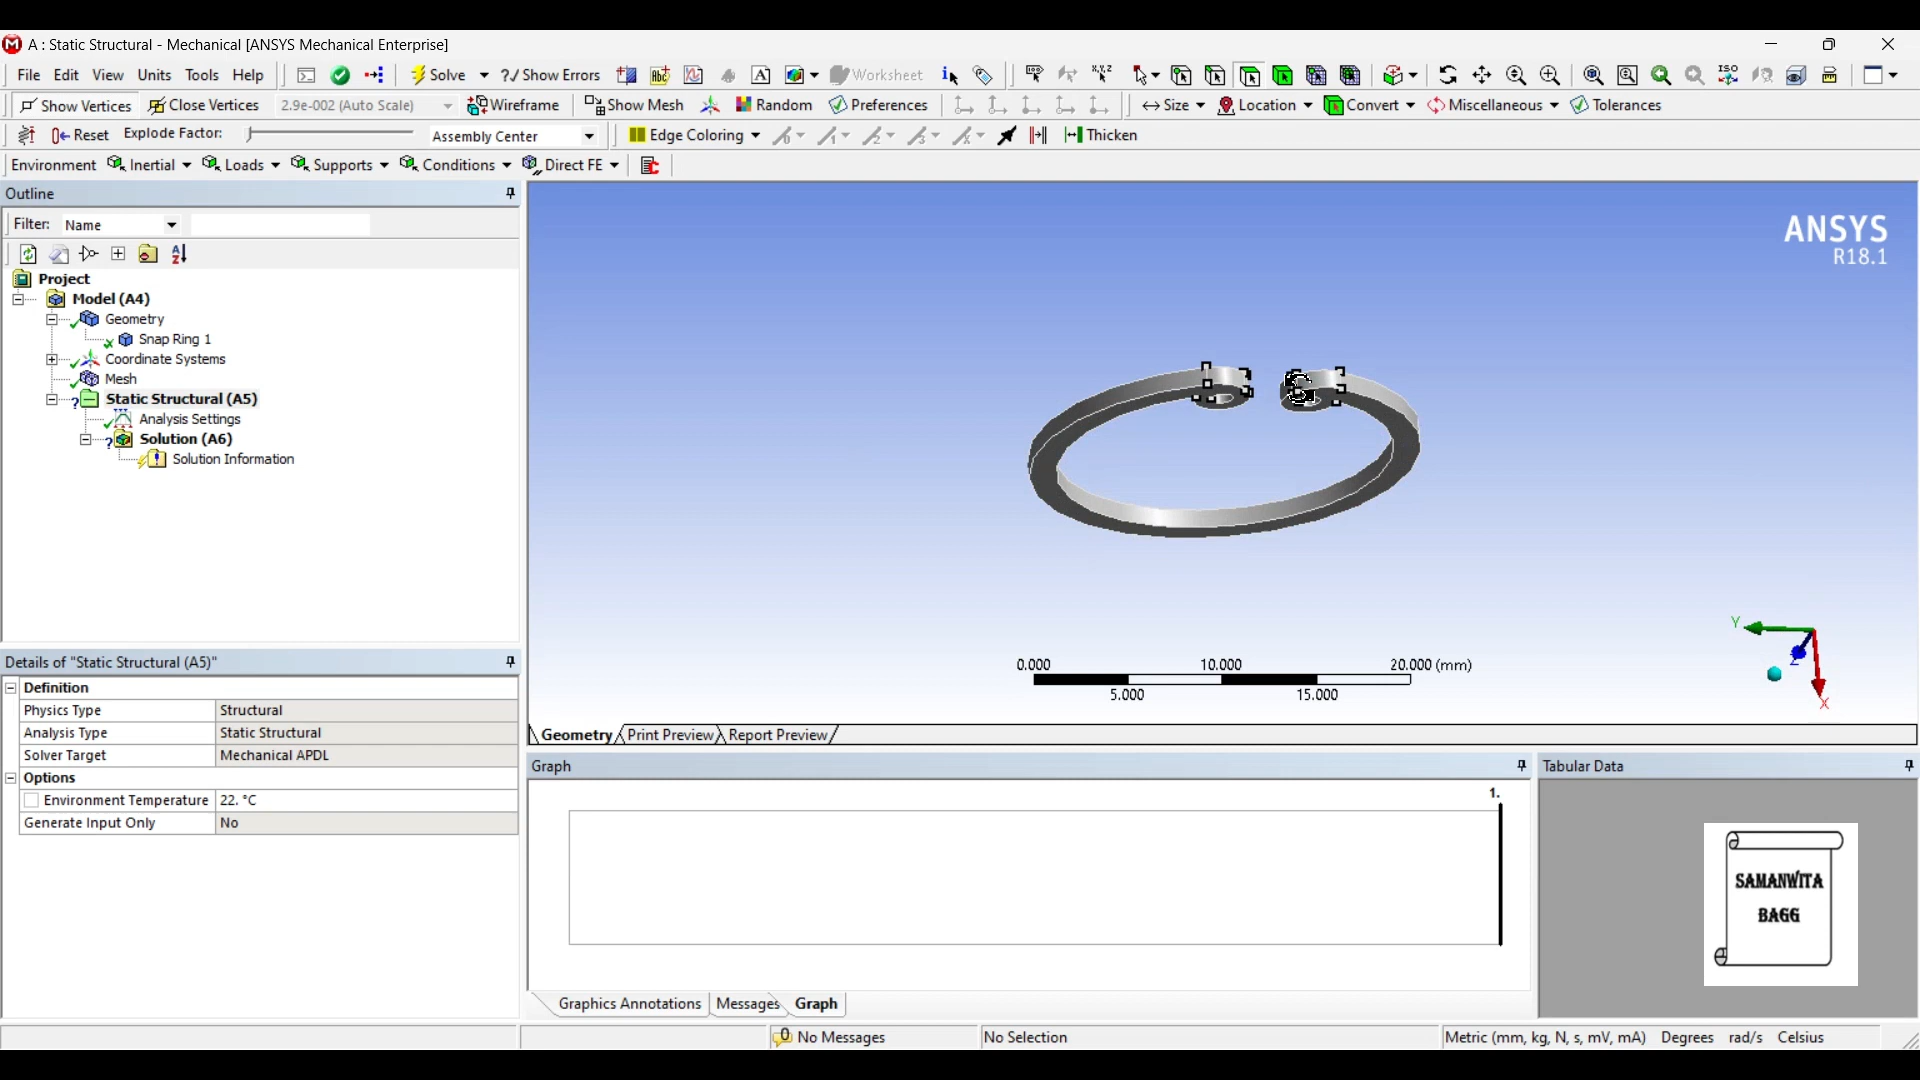 A : Static Structural - Mechanical [ANSYS Mechanical Enterprise]
File Edit View Units Tools Help Solve ?✓ Show Errors Abc A Worksheet i X,Y,Z ISO
Show Vertices Close Vertices 2.9e-002 (Auto Scale) Wireframe Show Mesh Random Preferences Size Location Convert Miscellaneous Tolerances
Reset Explode Factor: Assembly Center Edge Coloring Thicken
Environment Inertial Loads Supports Conditions Direct FE
Outline
Filter: Name
Project
Model (A4)
Geometry
Snap Ring 1
Coordinate Systems
Mesh
Static Structural (A5)
Analysis Settings
Solution (A6)
Solution Information
Details of "Static Structural (A5)"
Definition
Physics Type Structural
Analysis Type Static Structural
Solver Target Mechanical APDL
Options
Environment Temperature 22. °C
Generate Input Only No
ANSYS
R18.1
Y
Z
X
0.000 10.000 20.000 (mm)
5.000 15.000
Geometry Print Preview Report Preview
Graph
1.
Tabular Data
SAMANWITA
BAGG
Graphics Annotations Messages Graph
0 No Messages No Selection Metric (mm, kg, N, s, mV, mA) Degrees rad/s Celsius